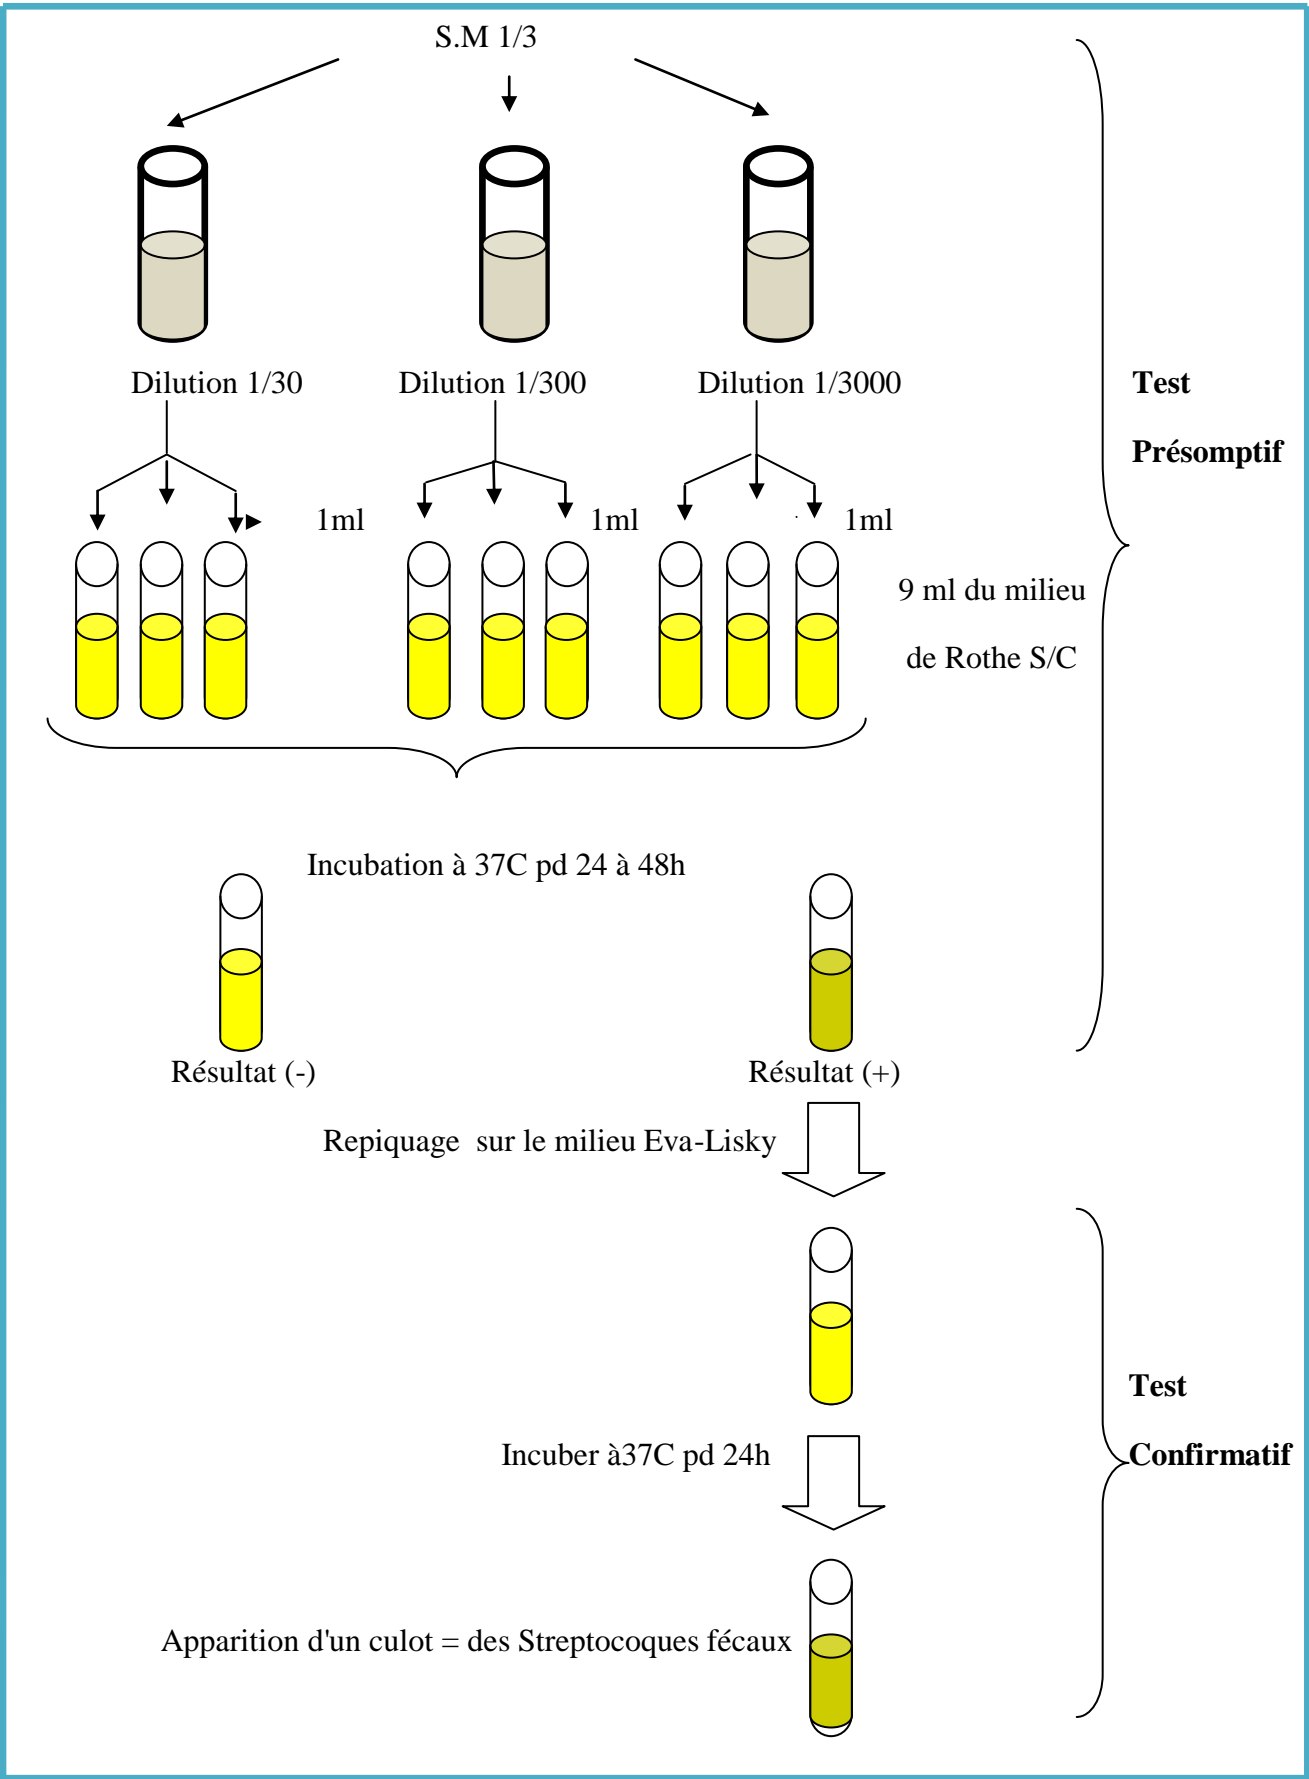 S.M 1/3
Dilution 1/30
Dilution 1/300
Dilution 1/3000
Test
Présomptif
1ml
1ml
1ml
9 ml du milieu
de Rothe S/C
Incubation à 37C pd 24 à 48h
Résultat (-)
Résultat (+)
Repiquage sur le milieu Eva-Lisky
Test
Confirmatif
Incuber à37C pd 24h
Apparition d'un culot = des Streptocoques fécaux